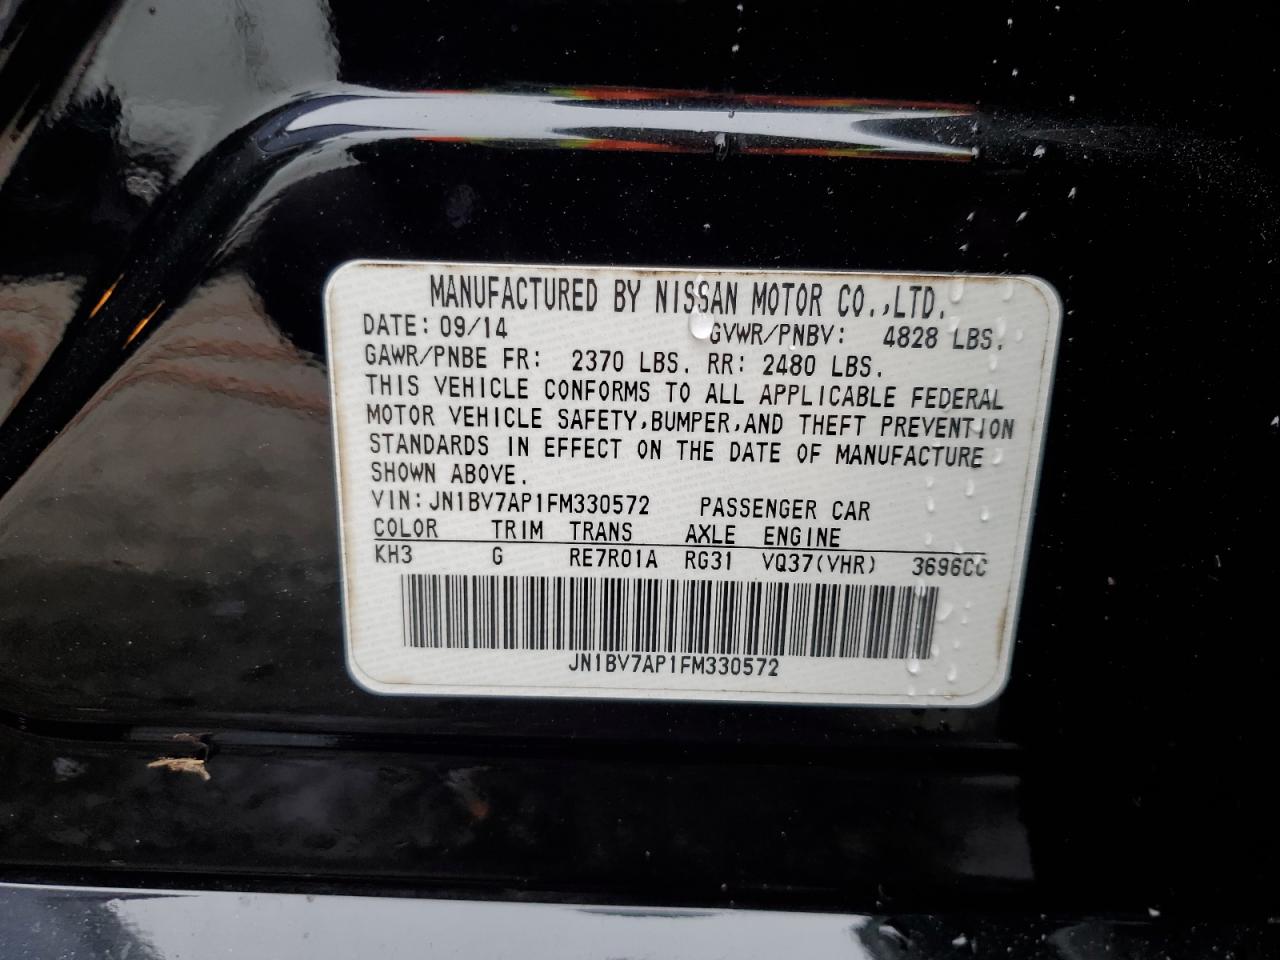 MANUFACTURED BY NISSAN MOTOR CO.,LTD.
DATE: 09/14 GVWR/PNBV: 4828 LBS.
GAWR/PNBE FR: 2370 LBS. RR: 2480 LBS.
THIS VEHICLE CONFORMS TO ALL APPLICABLE FEDERAL
MOTOR VEHICLE SAFETY,BUMPER,AND THEFT PREVENTION
STANDARDS IN EFFECT ON THE DATE OF MANUFACTURE
SHOWN ABOVE.
VIN: JN1BV7AP1FM330572 PASSENGER CAR
COLOR TRIM TRANS AXLE ENGINE
KH3 G RE7R01A RG31 VQ37(VHR) 3696CC
JN1BV7AP1FM330572